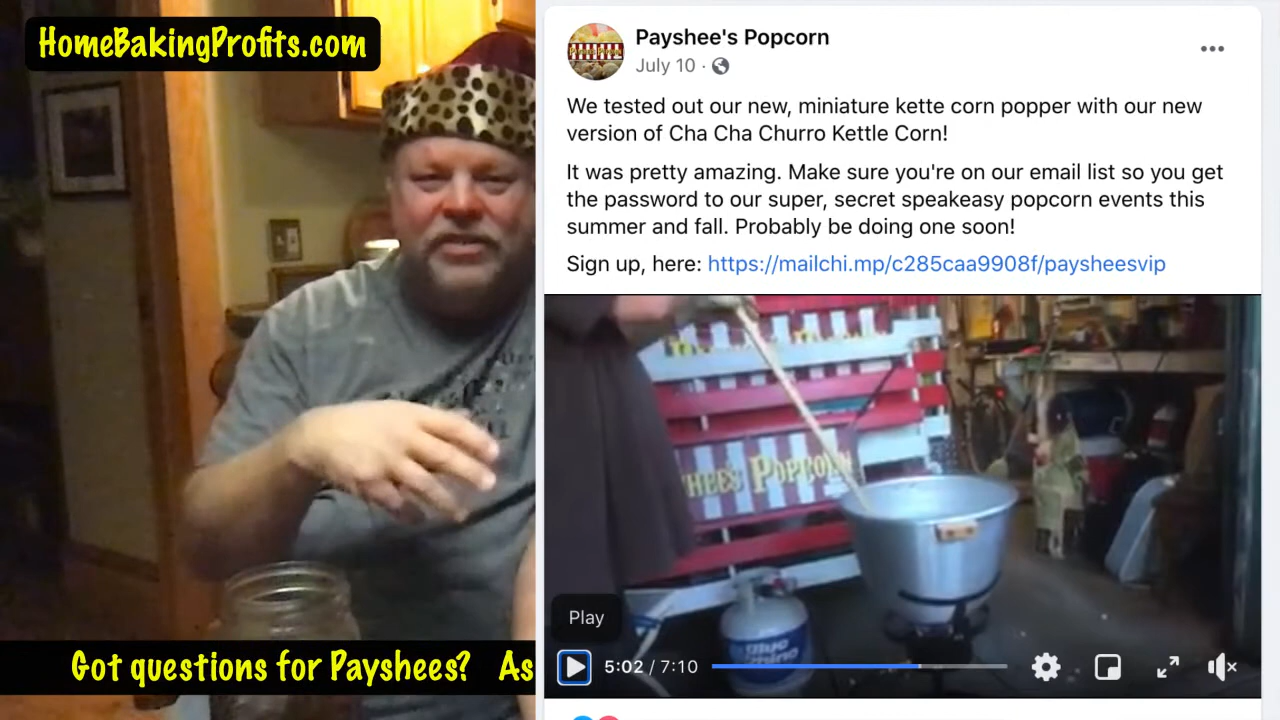 HomeBakingProfits.com
Got questions for Payshees? As
Payshee's Popcorn
July 10 ·
We tested out our new, miniature kette corn popper with our new
version of Cha Cha Churro Kettle Corn!
It was pretty amazing. Make sure you're on our email list so you get
the password to our super, secret speakeasy popcorn events this
summer and fall. Probably be doing one soon!
Sign up, here: https://mailchi.mp/c285caa9908f/paysheesvip
HEE'S POPCORN
Blue
Rhino
Play
5:02 / 7:10